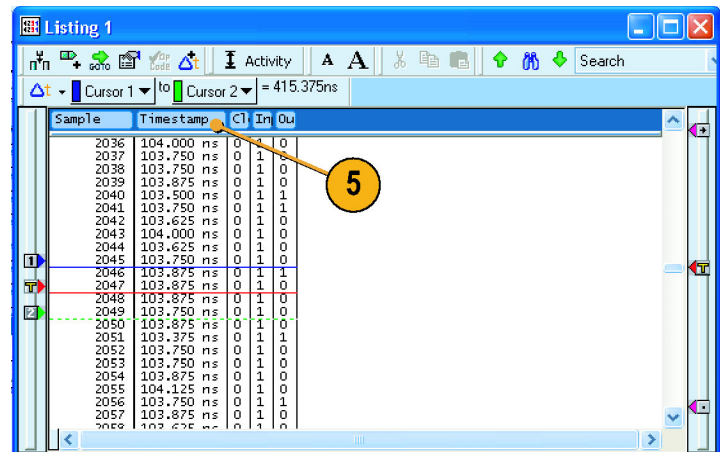 Listing 1
Activity A A Search
Δt Cursor 1 to Cursor 2 = 415.375ns
Sample Timestamp Cl In Ou
2036 104.000 ns 0 1 0
2037 103.750 ns 0 1 0
2038 103.750 ns 0 1 0
2039 103.875 ns 0 1 0
2040 103.500 ns 0 1 1
2041 103.750 ns 0 1 1
2042 103.625 ns 0 1 0
2043 104.000 ns 0 1 0
2044 103.625 ns 0 1 0
2045 103.750 ns 0 1 0
2046 103.875 ns 0 1 1
2047 103.875 ns 0 1 0
2048 103.875 ns 0 1 0
2049 103.750 ns 0 1 0
2050 103.875 ns 0 1 0
2051 103.375 ns 0 1 1
2052 103.750 ns 0 1 0
2053 103.750 ns 0 1 0
2054 103.875 ns 0 1 0
2055 104.125 ns 0 1 0
2056 103.750 ns 0 1 1
2057 103.875 ns 0 1 0
2058 103.625 ns 0 1 0
5
1
T
2
T